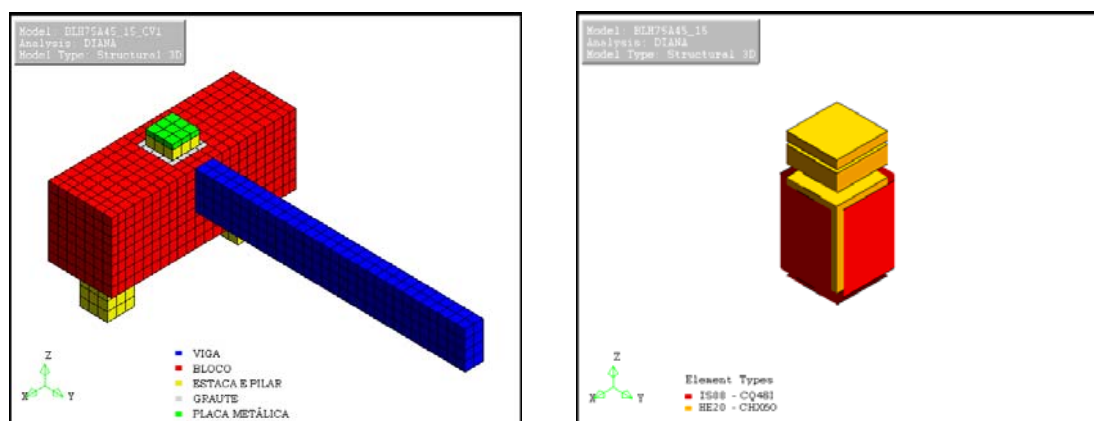 Model: BLH75A45_15_CV1
Analysis: DIANA
Model Type: Structural 3D
Z
X
Y
VIGA
BLOCO
ESTACA E PILAR
GRAUTE
PLACA METÁLICA
Model: BLH75A45_15
Analysis: DIANA
Model Type: Structural 3D
Z
X
Y
Element Types
IS88 - CQ48I
HE20 - CHX60